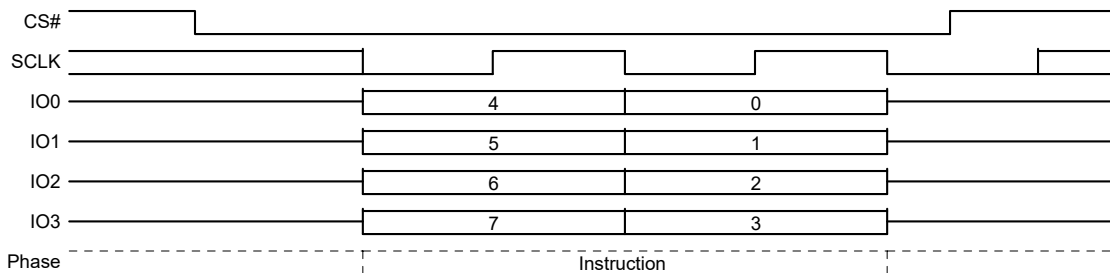 CS#
SCLK
IO0 4 0
IO1 5 1
IO2 6 2
IO3 7 3
Phase Instruction